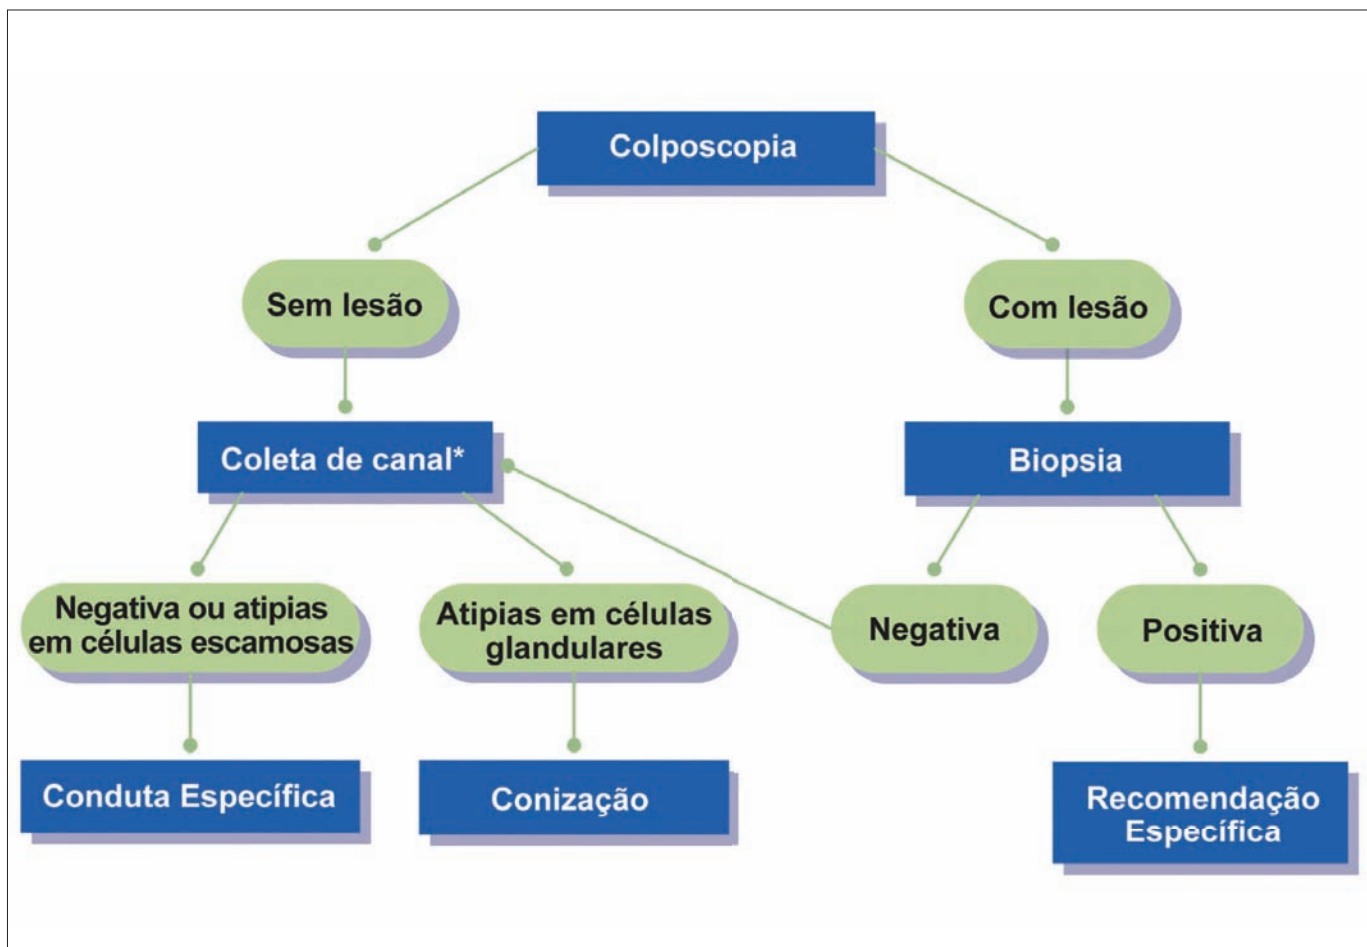 Colposcopia
Sem lesão
Com lesão
Coleta de canal*
Biopsia
Negativa ou atipias
em células escamosas
Atipias em células
glandulares
Negativa
Positiva
Conduta Específica
Conização
Recomendação
Específica